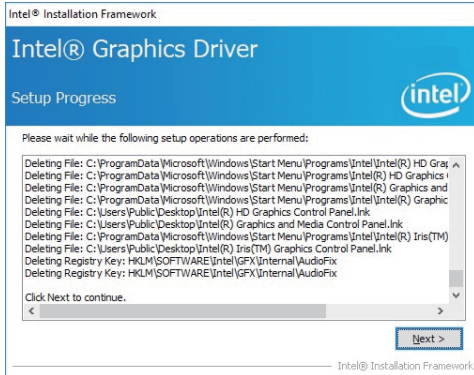 Intel® Installation Framework
Intel® Graphics Driver
Setup Progress
intel
Please wait while the following setup operations are performed:
Deleting File: C:\ProgramData\Microsoft\Windows\Start Menu\Programs\Intel\Intel(R) HD Grap
Deleting File: C:\ProgramData\Microsoft\Windows\Start Menu\Programs\Intel\Intel(R) HD Graphics
Deleting File: C:\ProgramData\Microsoft\Windows\Start Menu\Programs\Intel\Intel(R) Graphics and
Deleting File: C:\ProgramData\Microsoft\Windows\Start Menu\Programs\Intel\Intel(R) Graphic
Deleting File: C:\Users\Public\Desktop\Intel(R) HD Graphics Control Panel.lnk
Deleting File: C:\Users\Public\Desktop\Intel(R) Graphics and Media Control Panel.lnk
Deleting File: C:\ProgramData\Microsoft\Windows\Start Menu\Programs\Intel\Intel(R) Iris(TM)
Deleting File: C:\Users\Public\Desktop\Intel(R) Iris(TM) Graphics Control Panel.lnk
Deleting Registry Key: HKLM\SOFTWARE\Intel\GFX\Internal\AudioFix
Deleting Registry Key: HKLM\SOFTWARE\Intel\GFX\Internal\AudioFix
Click Next to continue.
Next >
Intel® Installation Framework